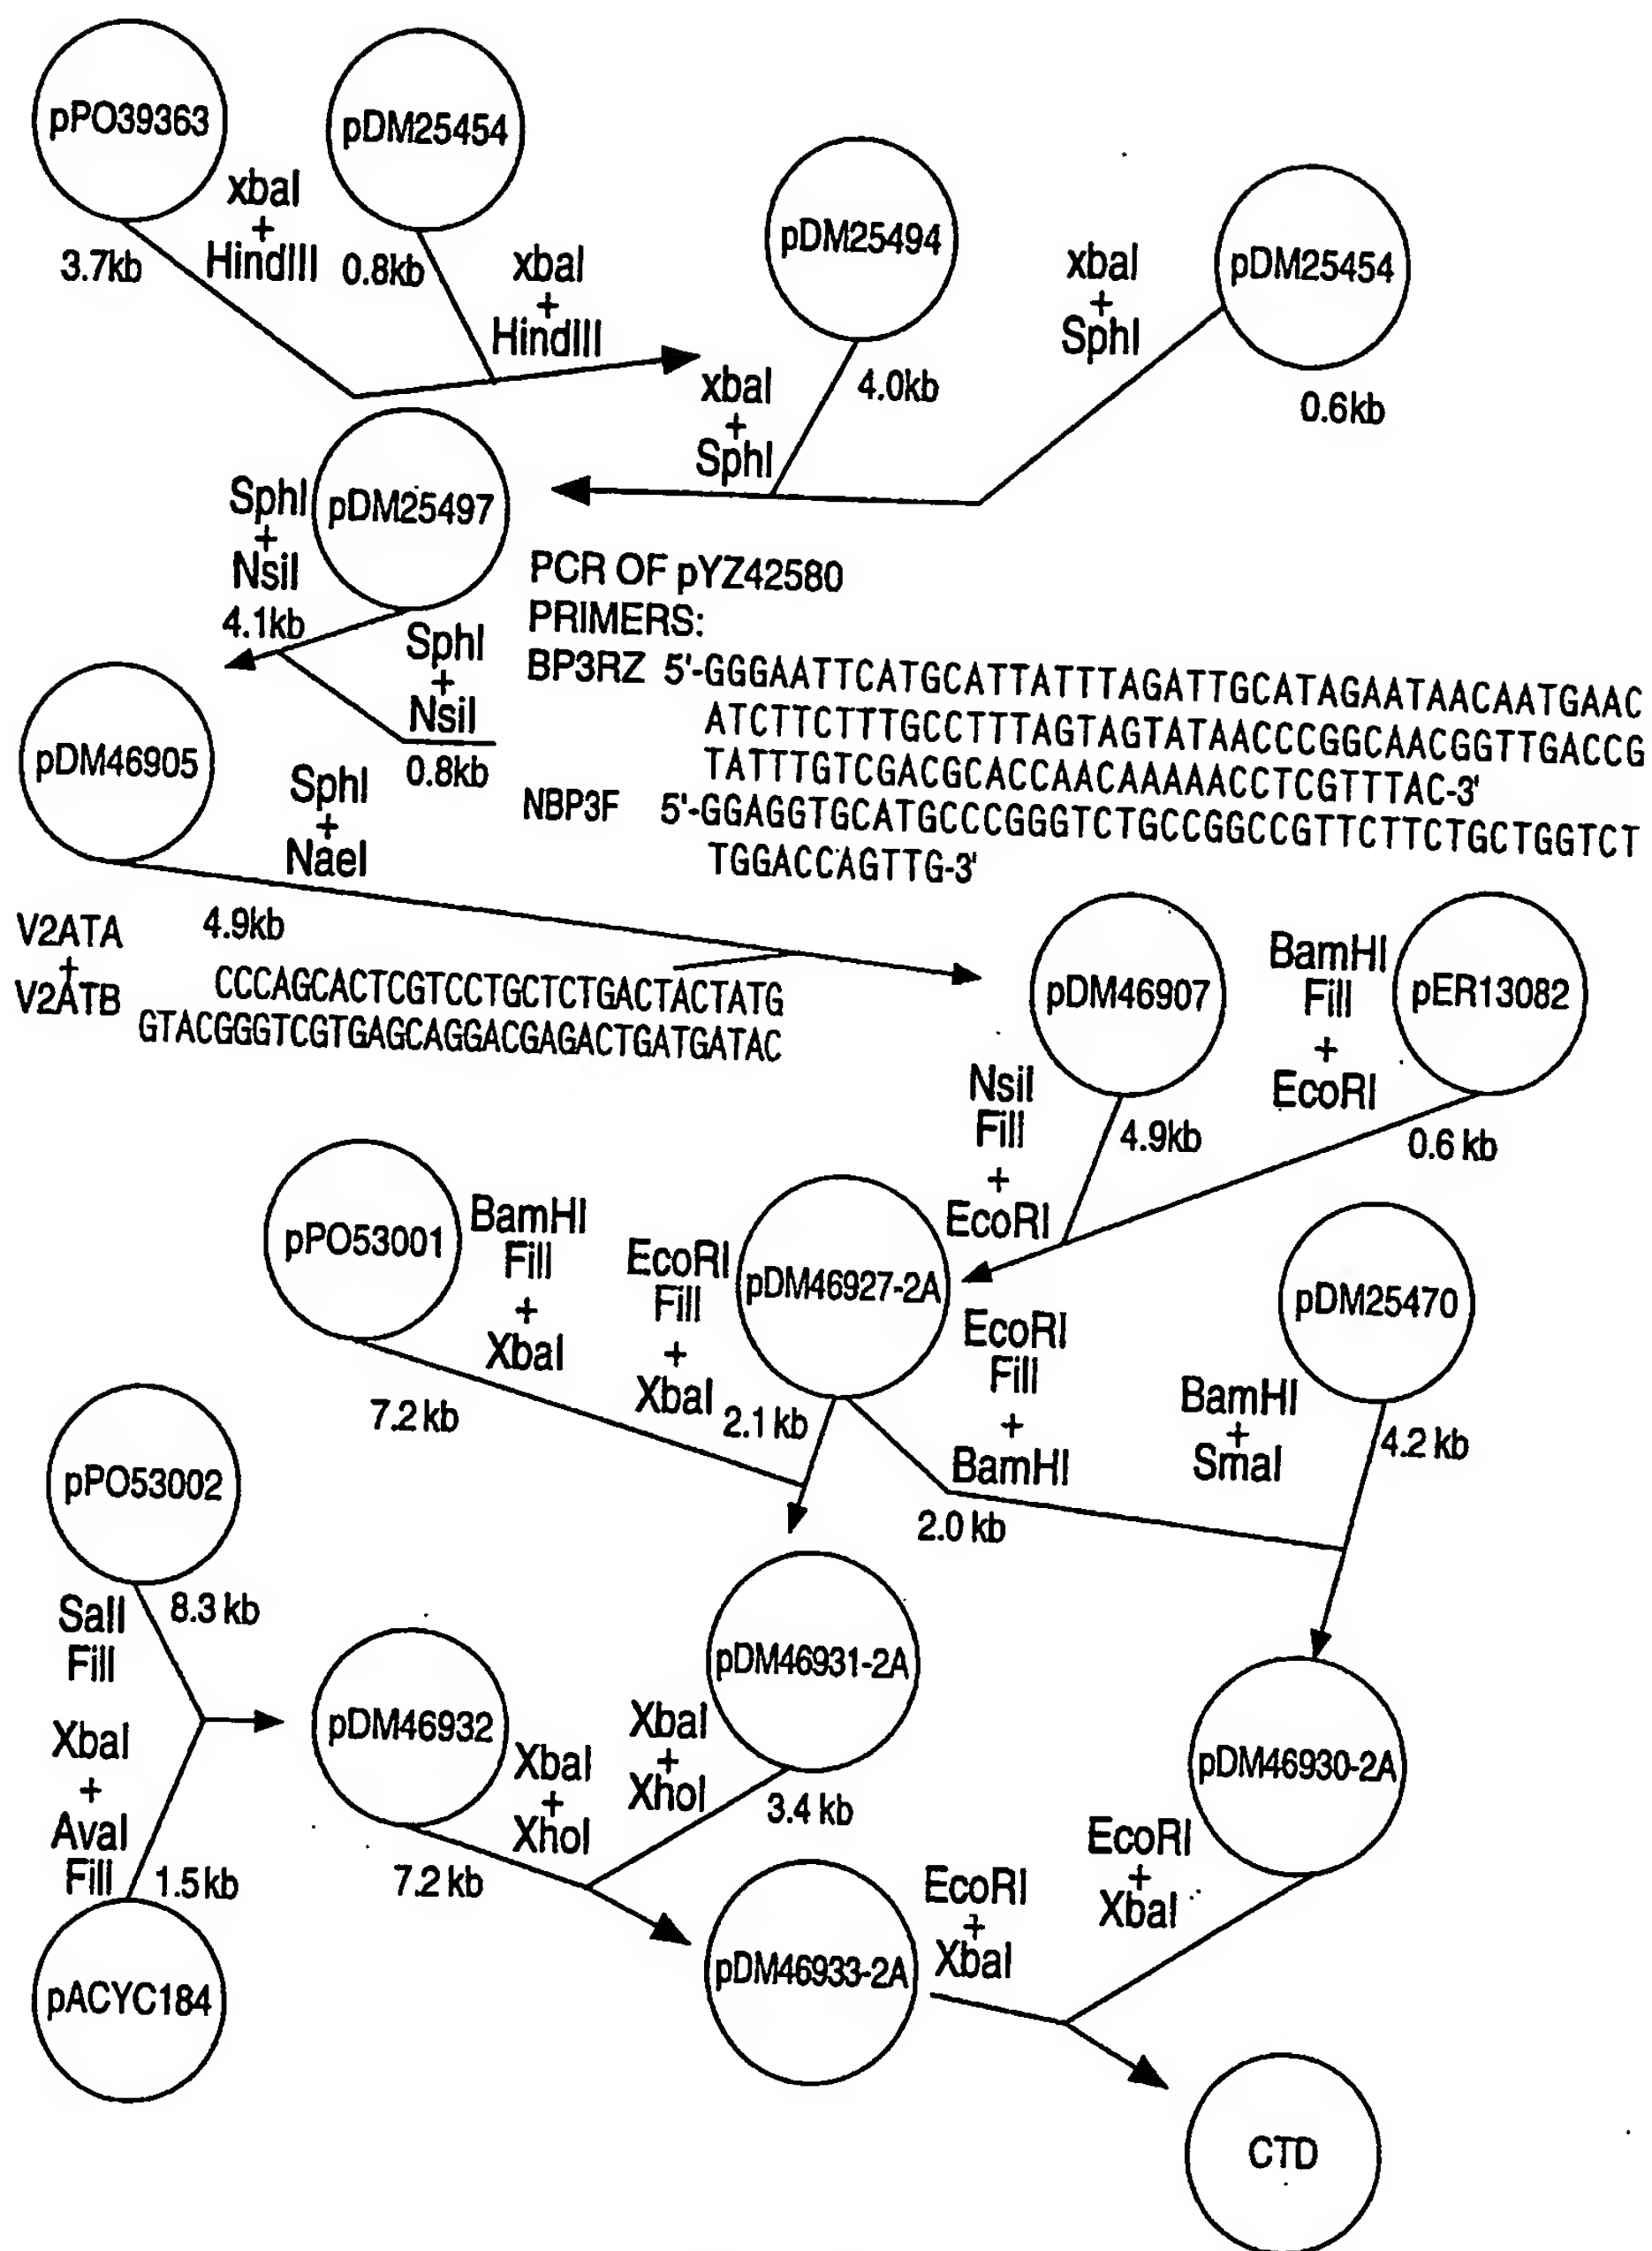 pPO39363
pDM25454
xbaI
+
HindIII
3.7kb
0.8kb
xbaI
+
HindIII
pDM25494
4.0kb
xbaI
+
SphI
pDM25454
0.6kb
xbaI
+
SphI
pDM25497
SphI
+
NsiI
4.1kb
SphI
+
NsiI
0.8kb
PCR OF pYZ42580
PRIMERS:
BP3RZ 5'-GGGAATTCATGCATTATTTAGATTGCATAGAATAACAATGAAC
ATCTTCTTTGCCTTTAGTAGTATAACCCGGCAACGGTTGACCG
TATTTGTCGACGCACCAACAAAAACCTCGTTTAC-3'
NBP3F 5'-GGAGGTGCATGCCCGGGTCTGCCGGCCGTTCTTCTGCTGGTCT
TGGACCAGTTG-3'
pDM46905
SphI
+
NaeI
4.9kb
V2ATA
+
V2ATB
CCCAGCACTCGTCCTGCTCTGACTACTATG
GTACGGGTCGTGAGCAGGACGAGACTGATGATAC
pDM46907
BamHI
Fill
+
EcoRI
pER13082
NsiI
Fill
+
EcoRI
4.9kb
0.6 kb
pPO53001
BamHI
Fill
+
XbaI
7.2 kb
EcoRI
Fill
+
XbaI
2.1 kb
pDM46927-2A
EcoRI
Fill
+
BamHI
2.0 kb
pDM25470
BamHI
+
SmaI
4.2 kb
pPO53002
SalI
Fill
8.3 kb
XbaI
+
AvaI
Fill
1.5kb
pACYC184
pDM46932
XbaI
+
XhoI
7.2 kb
pDM46931-2A
XbaI
+
XhoI
3.4 kb
pDM46930-2A
EcoRI
+
XbaI
pDM46933-2A
EcoRI
+
XbaI
CTD